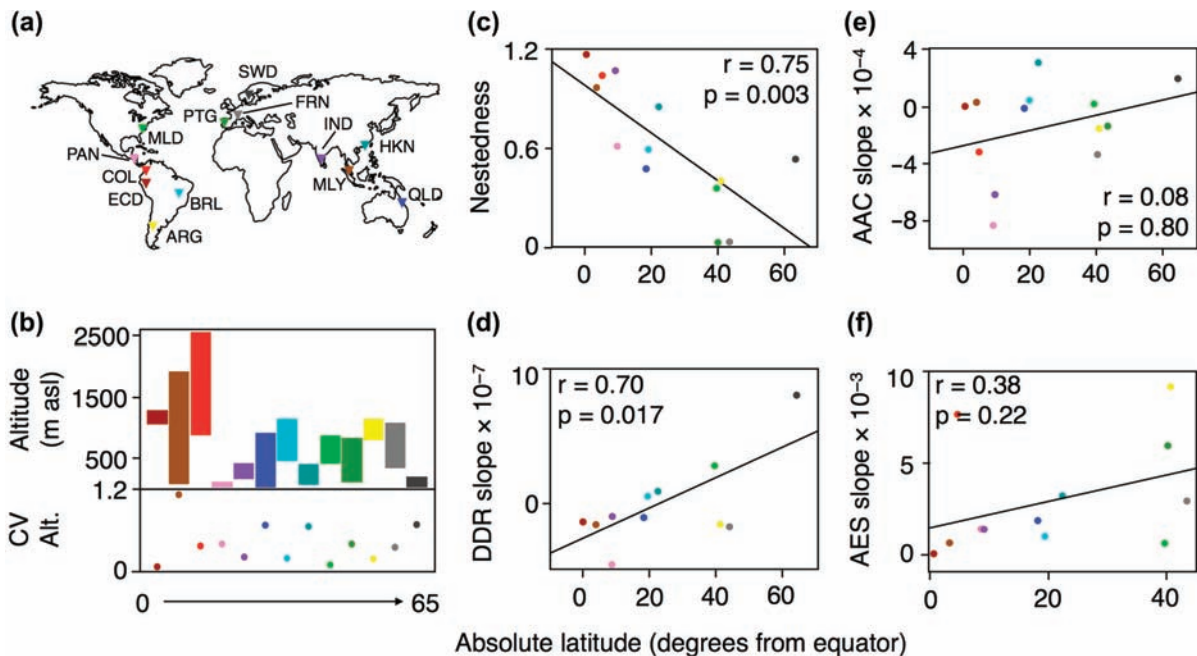 (a)
SWD
FRN
PTG
IND
MLD
HKN
PAN
COL
MLY
ECD
BRL
QLD
ARG
(b)
2500
1500
500
Altitude
(m asl)
1.2
0
CV
Alt.
0
65
(c)
1.2
0.6
0
Nestedness
r = 0.75
p = 0.003
0 20 40 60
(d)
10
0
DDR slope × 10⁻⁷
r = 0.70
p = 0.017
0 20 40 60
(e)
4
0
−4
−8
AAC slope × 10⁻⁴
r = 0.08
p = 0.80
0 20 40 60
(f)
10
5
0
AES slope × 10⁻³
r = 0.38
p = 0.22
0 20 40
Absolute latitude (degrees from equator)